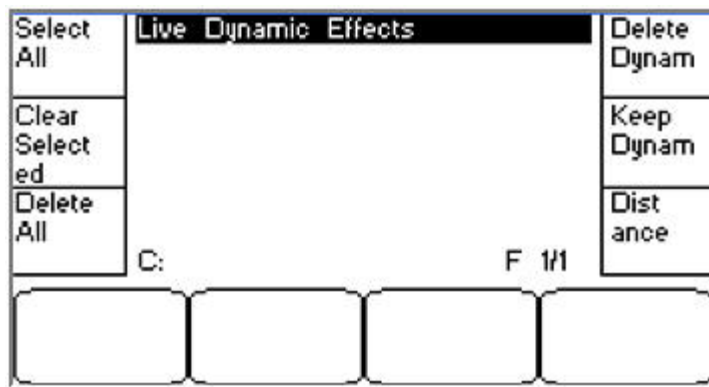 Select
All
Live Dynamic Effects
Delete
Dynam
Clear
Select
ed
Keep
Dynam
Delete
All
Dist
ance
C:
F 1/1